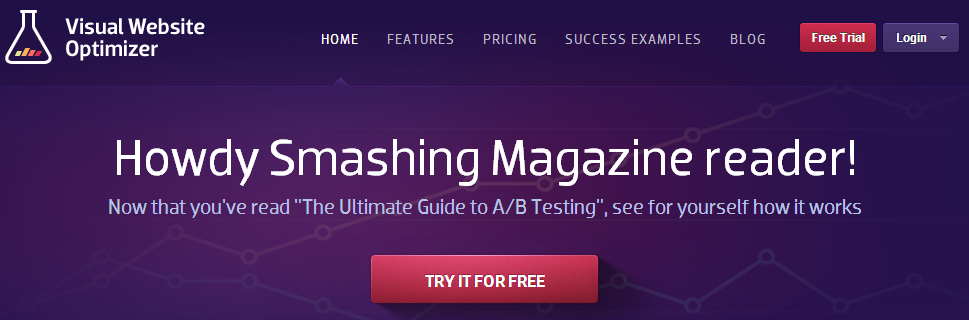 Visual Website
Optimizer
HOME FEATURES PRICING SUCCESS EXAMPLES BLOG Free Trial Login
Howdy Smashing Magazine reader!
Now that you've read "The Ultimate Guide to A/B Testing", see for yourself how it works
TRY IT FOR FREE